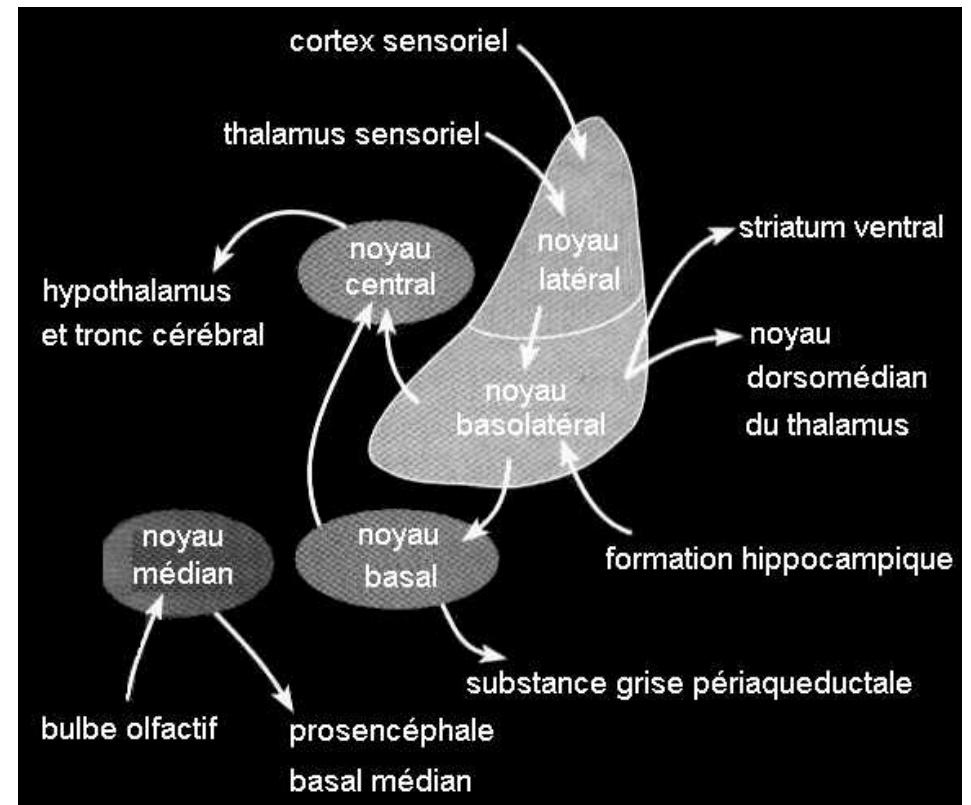 cortex sensoriel
thalamus sensoriel
noyau
central
noyau
latéral
striatum ventral
hypothalamus
et tronc cérébral
noyau
dorsomédian
du thalamus
noyau
basolatéral
noyau
médian
noyau
basal
formation hippocampique
substance grise périaqueductale
bulbe olfactif
prosencéphale
basal médian